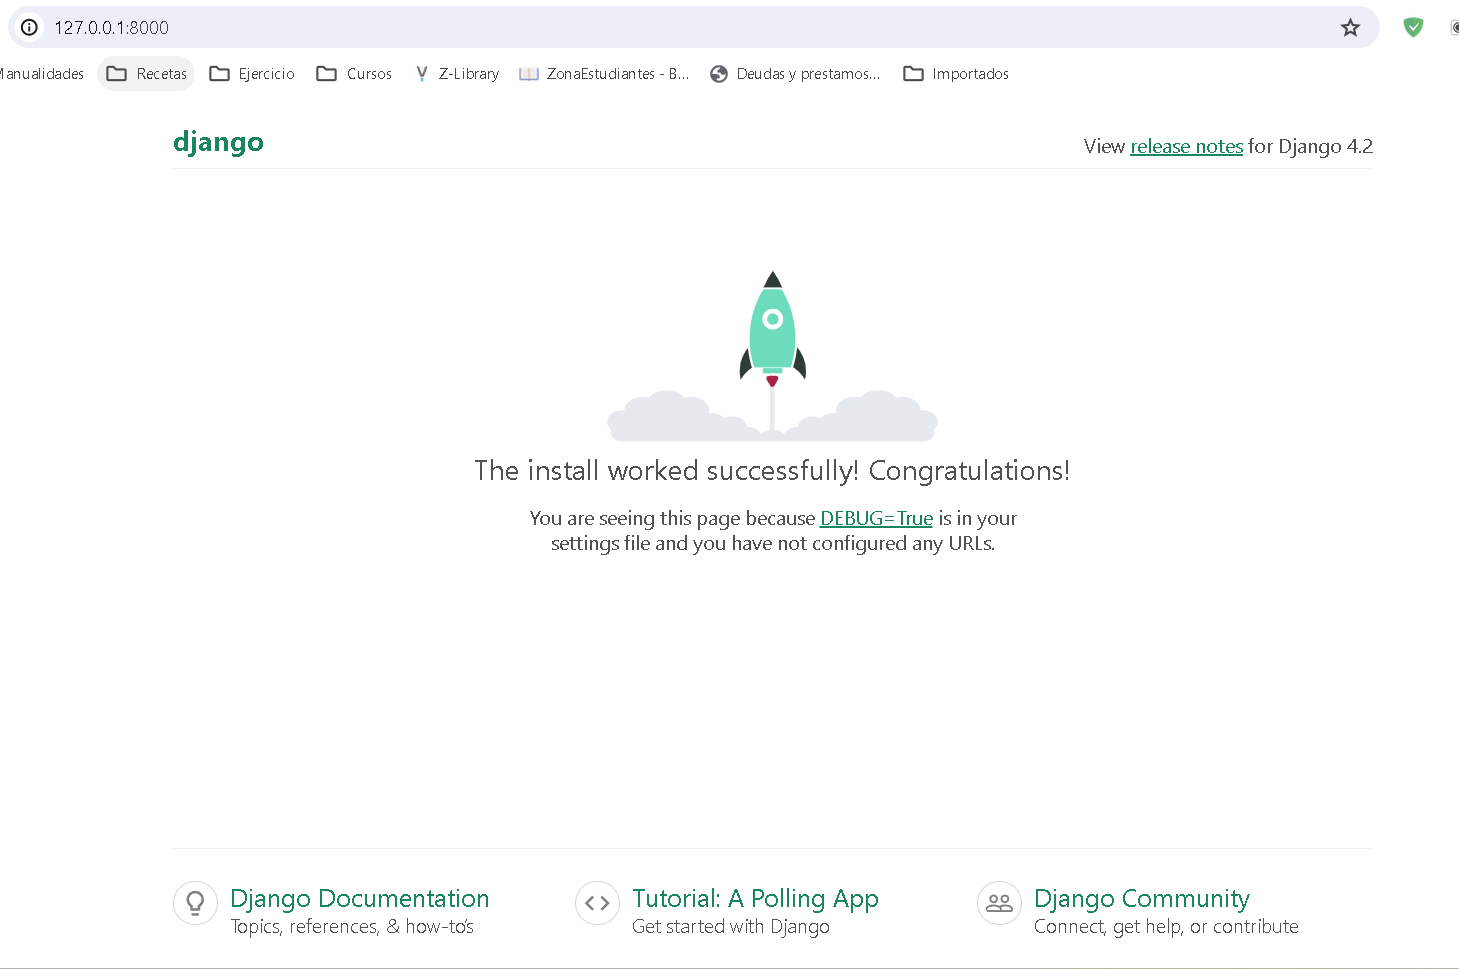 127.0.0.1:8000
Manualidades Recetas Ejercicio Cursos Z-Library ZonaEstudiantes - B... Deudas y prestamos... Importados
django
View release notes for Django 4.2
The install worked successfully! Congratulations!
You are seeing this page because DEBUG=True is in your
settings file and you have not configured any URLs.
Django Documentation
Topics, references, & how-to's
Tutorial: A Polling App
Get started with Django
Django Community
Connect, get help, or contribute